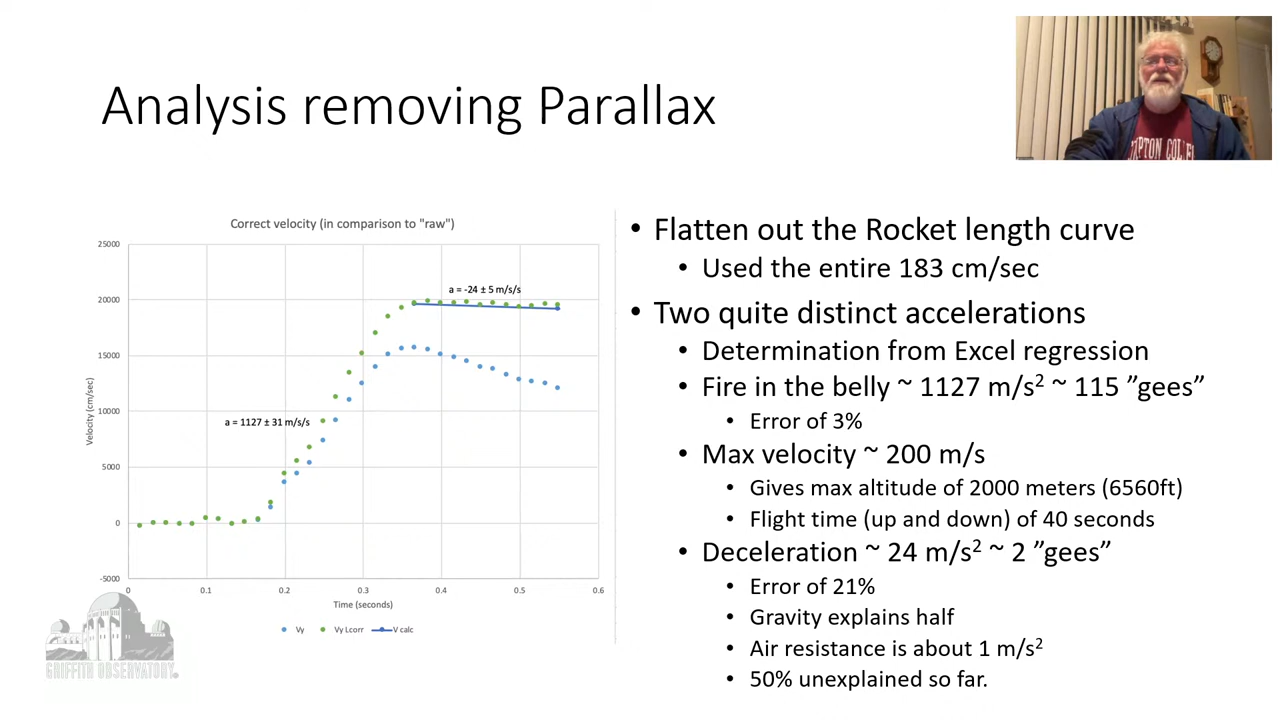 Analysis removing Parallax
Correct velocity (in comparison to "raw")
25000
20000
15000
10000
5000
0
-5000
Velocity (cm/sec)
a = -24 ± 5 m/s/s
a = 1127 ± 31 m/s/s
0 0.1 0.2 0.3 0.4 0.5 0.6
Time (seconds)
Vy Vy Lcorr V calc
GRIFFITH OBSERVATORY
• Flatten out the Rocket length curve
• Used the entire 183 cm/sec
• Two quite distinct accelerations
• Determination from Excel regression
• Fire in the belly ~ 1127 m/s² ~ 115 ”gees”
• Error of 3%
• Max velocity ~ 200 m/s
• Gives max altitude of 2000 meters (6560ft)
• Flight time (up and down) of 40 seconds
• Deceleration ~ 24 m/s² ~ 2 ”gees”
• Error of 21%
• Gravity explains half
• Air resistance is about 1 m/s²
• 50% unexplained so far.